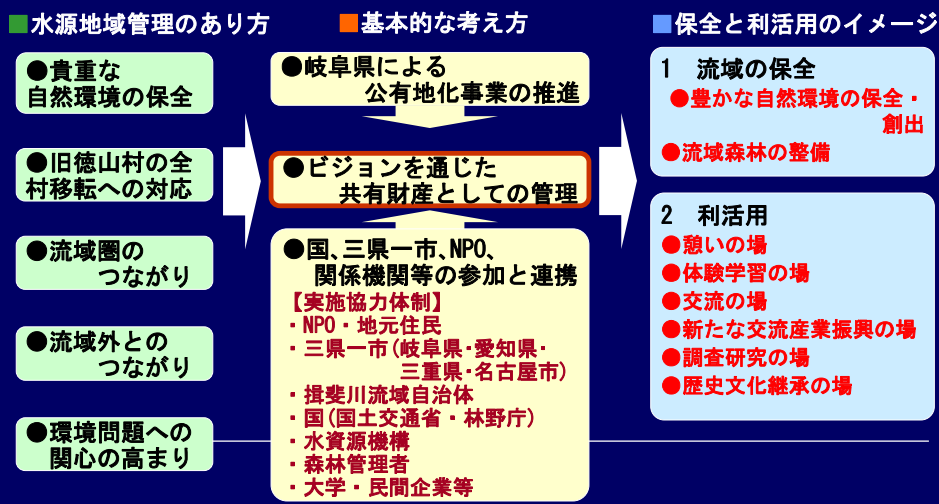 ■水源地域管理のあり方
●貴重な
自然環境の保全
●旧徳山村の全
村移転への対応
●流域圏の
つながり
●流域外との
つながり
●環境問題への
関心の高まり
■基本的な考え方
●岐阜県による
公有地化事業の推進
●ビジョンを通じた
共有財産としての管理
●国、三県一市、NPO、
関係機関等の参加と連携
【実施協力体制】
・NPO・地元住民
・三県一市(岐阜県・愛知県・
三重県・名古屋市)
・揖斐川流域自治体
・国(国土交通省・林野庁)
・水資源機構
・森林管理者
・大学・民間企業等
■保全と利活用のイメージ
1 流域の保全
●豊かな自然環境の保全・
創出
●流域森林の整備
2 利活用
●憩いの場
●体験学習の場
●交流の場
●新たな交流産業振興の場
●調査研究の場
●歴史文化継承の場